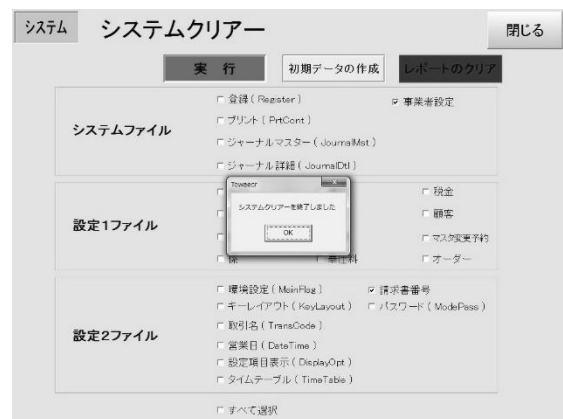 システム
システムクリアー
閉じる
実 行
初期データの作成
レポートのクリア
システムファイル
登録 ( Register )
事業者設定
プリント ( PrtCont )
ジャーナルマスター ( JournalMst )
ジャーナル詳細 ( JournalDtl )
設定1ファイル
税金
顧客
マスタ変更予約
係
奉仕料
オーダー
Towaecr
システムクリアーを終了しました
OK
設定2ファイル
環境設定 ( MainFlag )
請求書番号
キーレイアウト ( KeyLayout )
パスワード ( ModePass )
取引名 ( TransCode )
営業日 ( DateTime )
設定項目表示 ( DisplayOpt )
タイムテーブル ( TimeTable )
すべて選択